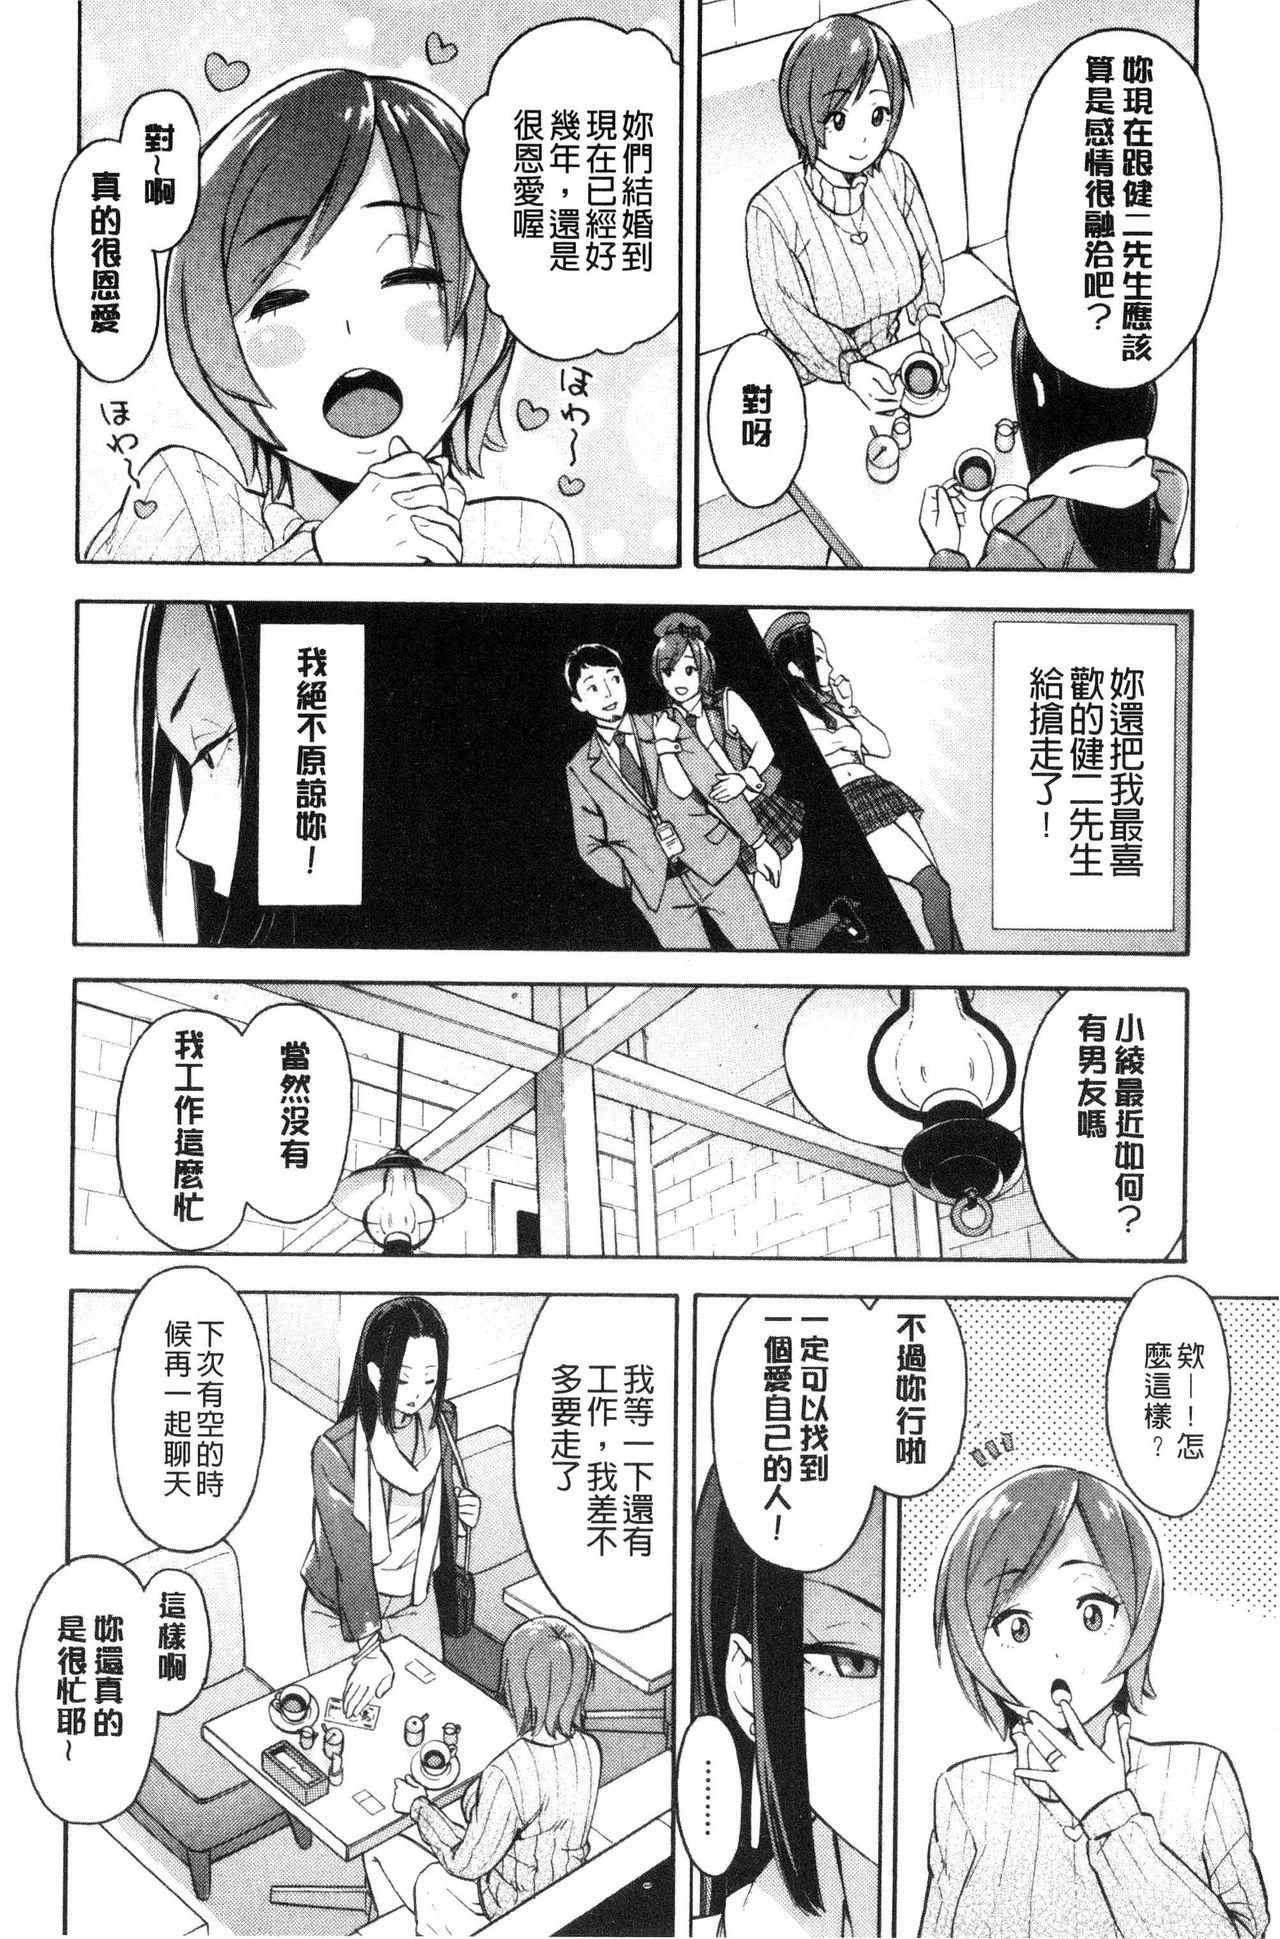 妳現在跟健二先生應該
算是感情很融洽吧？
對呀
妳們結婚到
現在已經好
幾年，還是
很恩愛喔
對~啊
真的很恩愛
ほわ~
ほわ~
妳還把我最喜
歡的健二先生
給搶走了！
我絕不原諒妳！
小綾最近如何？
有男友嗎
當然沒有
我工作這麼忙
欸—！怎
麼這樣？
不過妳行啦
一定可以找到
一個愛自己的人！
………
我等一下還有
工作，我差不
多要走了
下次有空的時
候再一起聊天
這樣啊
妳還真的
是很忙耶~